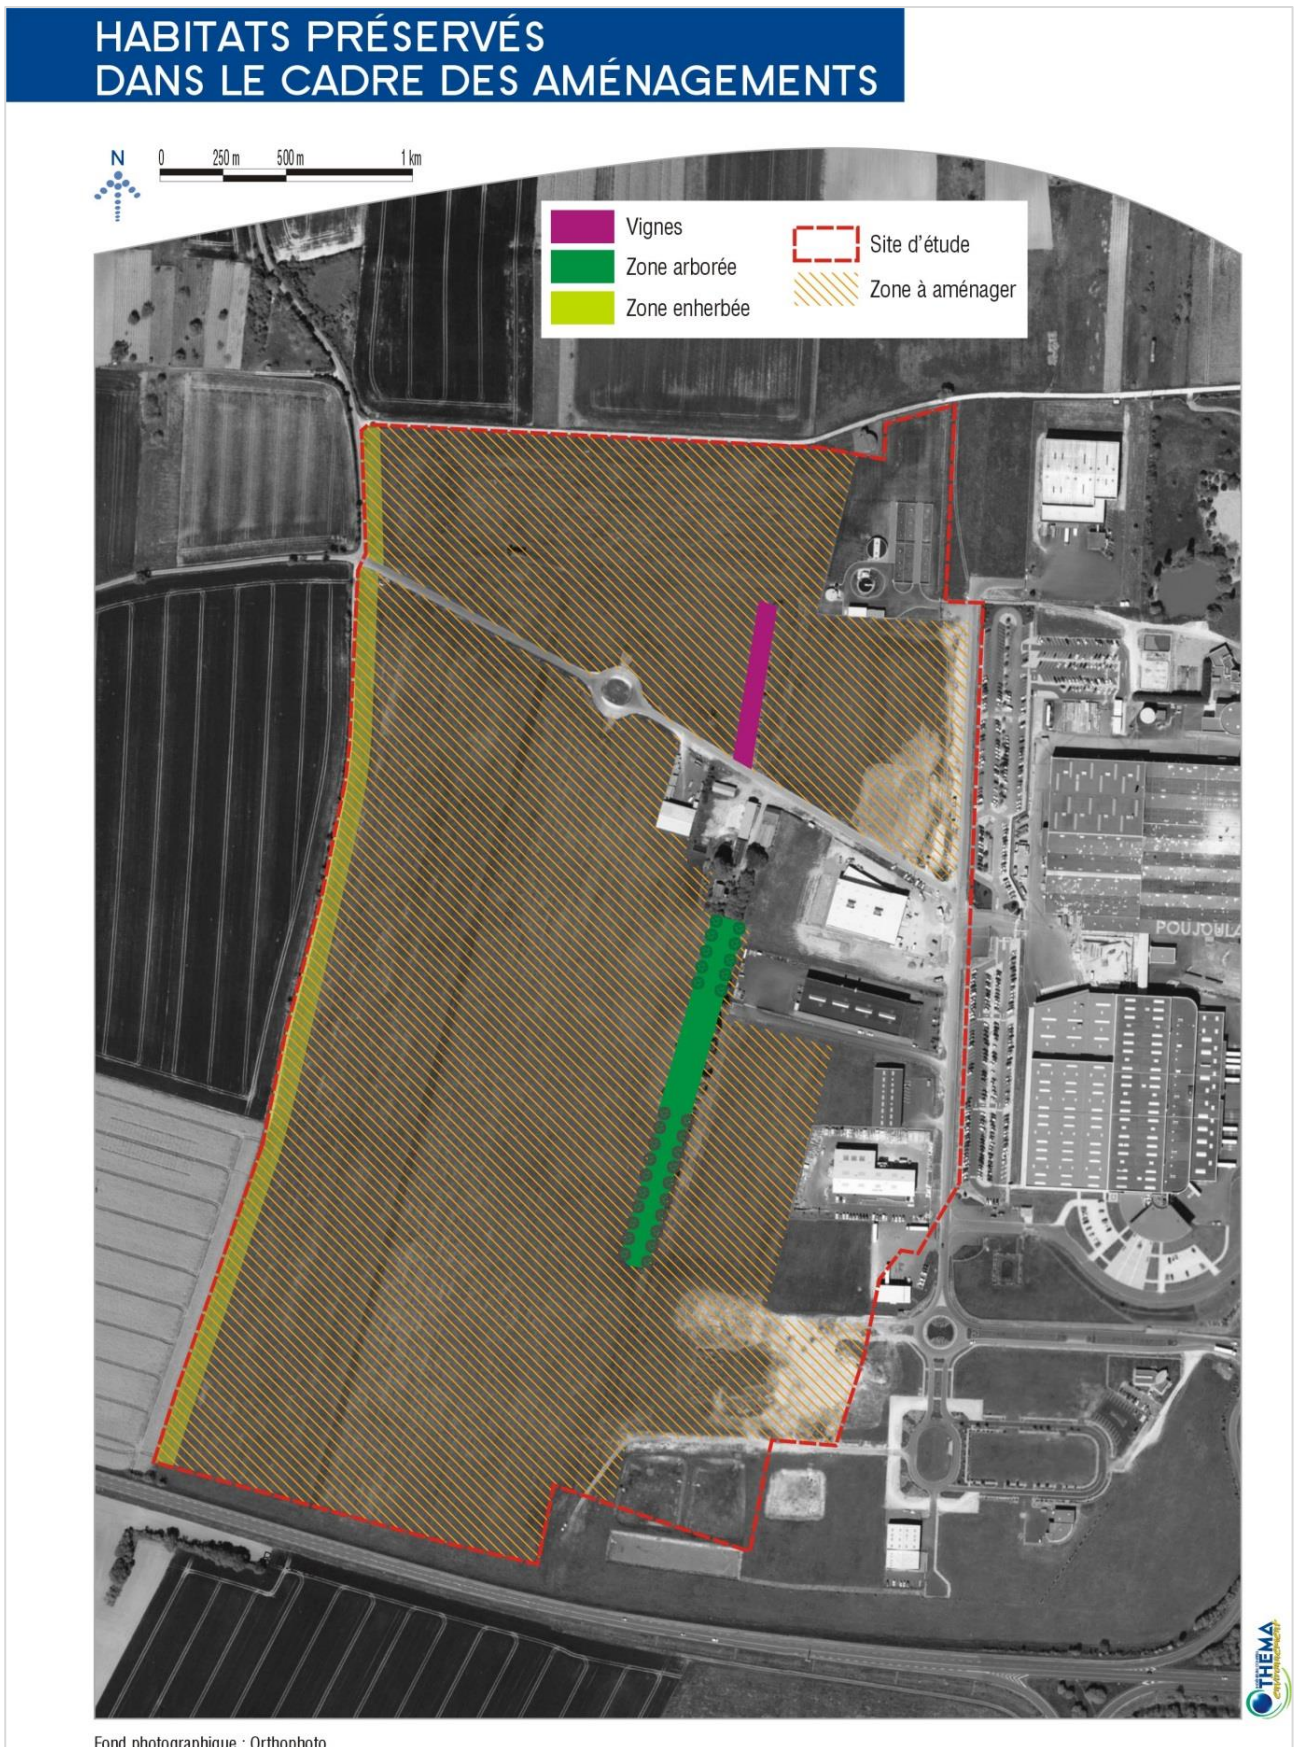 HABITATS PRÉSERVÉS
DANS LE CADRE DES AMÉNAGEMENTS
N
0 250 m 500 m 1 km
Vignes
Zone arborée
Zone enherbée
Site d'étude
Zone à aménager
POUJOULA
THEMA
ENVIRONNEMENT
Fond photographique : Orthophoto